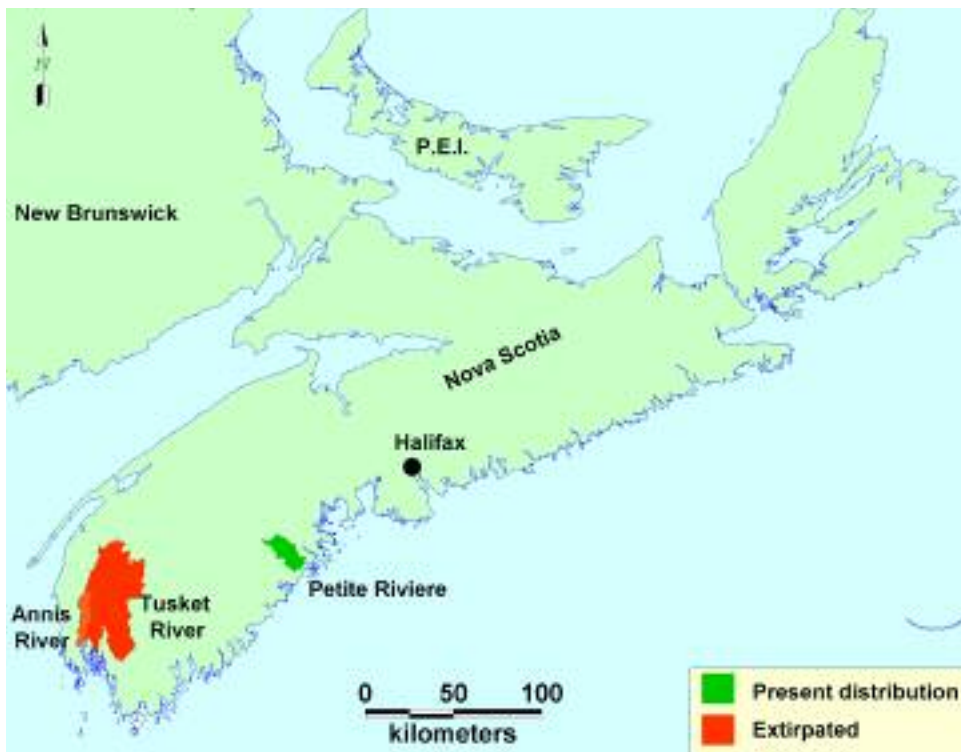 N
P.E.I.
New Brunswick
Nova Scotia
Halifax
Petite Riviere
Annis
River
Tusket
River
0 50 100
kilometers
Present distribution
Extirpated